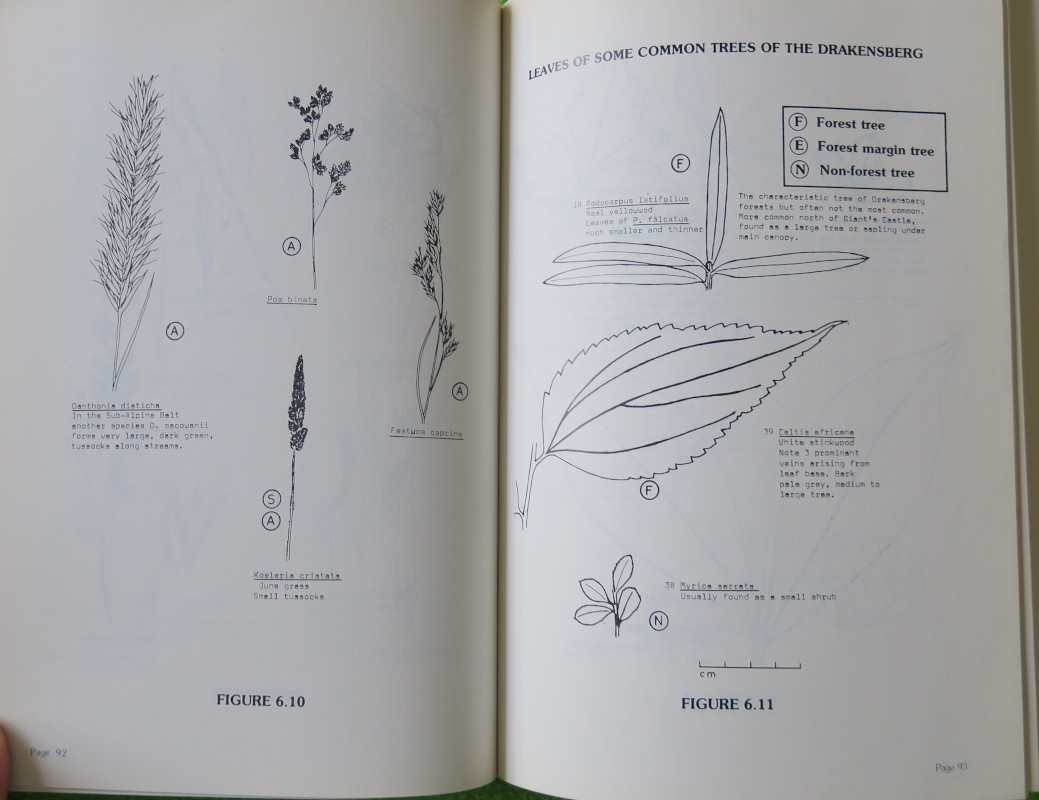 A
Poa binata
A
Danthonia disticha
In the Sub-Alpine Belt
another species D. macowanii
forms very large, dark green,
tussocks along streams.
A
Festuca caprina
S
A
Koeleria cristata
June grass
Small tussocks
FIGURE 6.10
Page 92
LEAVES OF SOME COMMON TREES OF THE DRAKENSBERG
F Forest tree
E Forest margin tree
N Non-forest tree
F
18 Podocarpus latifolius
Real yellowwood
Leaves of P. falcatus
much smaller and thinner
The characteristic tree of Drakensberg
forests but often not the most common.
More common north of Giant's Castle,
found as a large tree or sapling under
main canopy.
39 Celtis africana
White stinkwood
Note 3 prominent
veins arising from
leaf base. Bark
pale grey, medium to
large tree.
F
38 Myrica serrata
Usually found as a small shrub
N
cm
FIGURE 6.11
Page 93